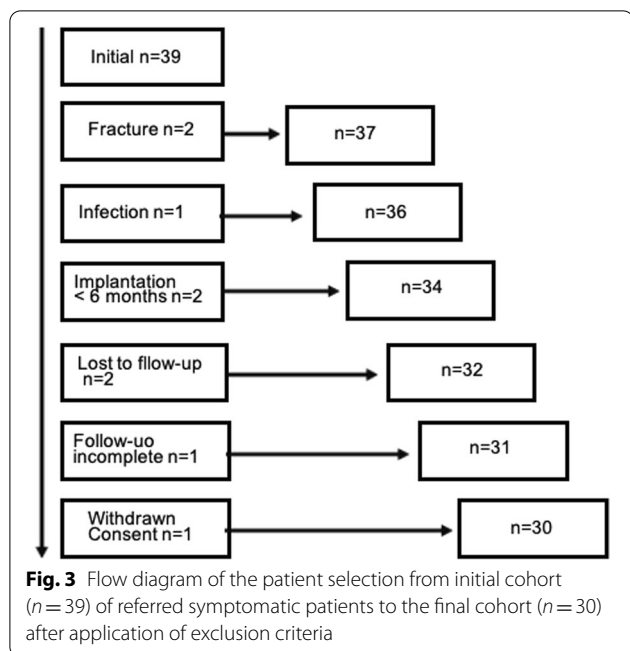 Initial n=39
Fracture n=2
n=37
Infection n=1
n=36
Implantation
< 6 months n=2
n=34
Lost to fllow-up
n=2
n=32
Follow-uo
incomplete n=1
n=31
Withdrawn
Consent n=1
n=30
Fig. 3 Flow diagram of the patient selection from initial cohort
(n = 39) of referred symptomatic patients to the final cohort (n = 30)
after application of exclusion criteria